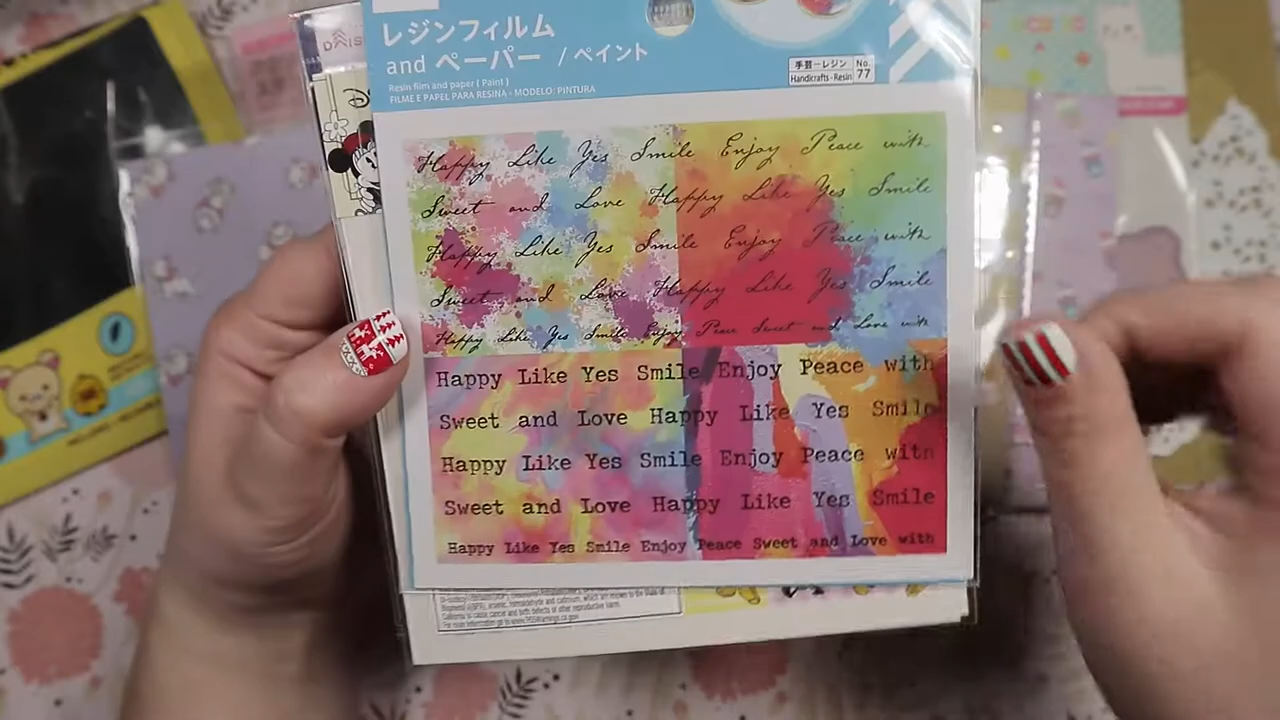 レジンフィルム
and ペーパー / ペイント
Resin film and paper ( Paint )
FILME E PAPEL PARA RESINA - MODELO: PINTURA
手芸-レジン
Handicrafts - Resin
No. 77
Happy Like Yes Smile Enjoy Peace with
Sweet and Love Happy Like Yes Smile
Happy Like Yes Smile Enjoy Peace with
Sweet and Love Happy Like Yes Smile
Happy Like Yes Smile Enjoy Peace Sweet and Love with
Happy Like Yes Smile Enjoy Peace with
Sweet and Love Happy Like Yes Smile
Happy Like Yes Smile Enjoy Peace with
Sweet and Love Happy Like Yes Smile
Happy Like Yes Smile Enjoy Peace Sweet and Love with